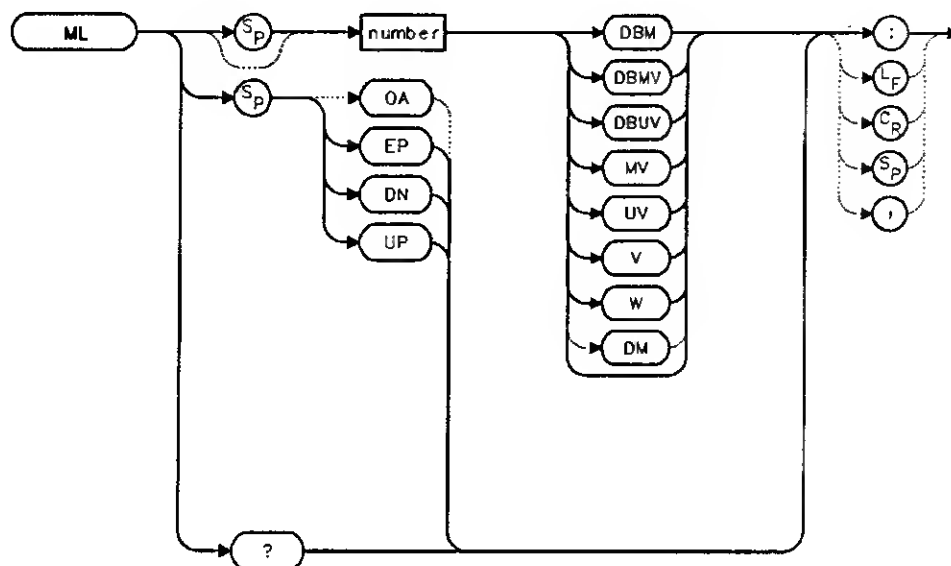 ML
SP
number
DBM
;
SP
OA
DBMV
LF
EP
DBUV
CR
DN
MV
SP
UP
UV
,
V
W
DM
?